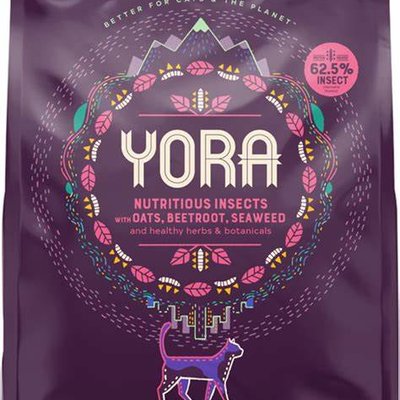 BETTER FOR CATS & THE PLANET
62.5%
INSECT
YORA
NUTRITIOUS INSECTS
WITH OATS, BEETROOT, SEAWEED
and healthy herbs & botanicals